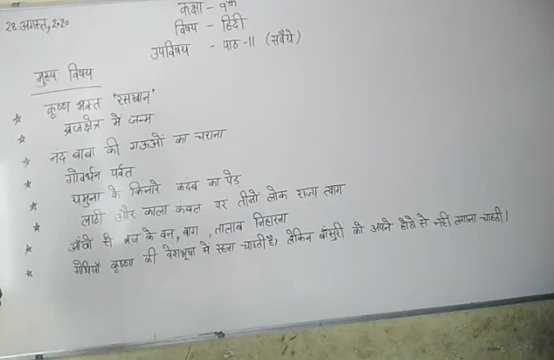 28 अगस्त, 2020
कक्षा - 9th
विषय - हिंदी
उपविषय - पाठ-11 (सवैये)
मुख्य विषय
कृष्ण भक्त 'रसखान'
★ ब्रजक्षेत्र में जन्म
★ नंद बाबा की गऊओं का चराना
★ गोवर्धन पर्वत
★ यमुना के किनारे कदंब का पेड़
★ लाठी और काला कंबल पर तीनों लोक राज्य त्याग
★ आँखों से ब्रज के वन, बाग, तालाब निहारना
★ गोपियाँ कृष्ण की वेशभूषा में रहना चाहती है, लेकिन बाँसुरी को अपने होठों से नहीं लगाना चाहती।